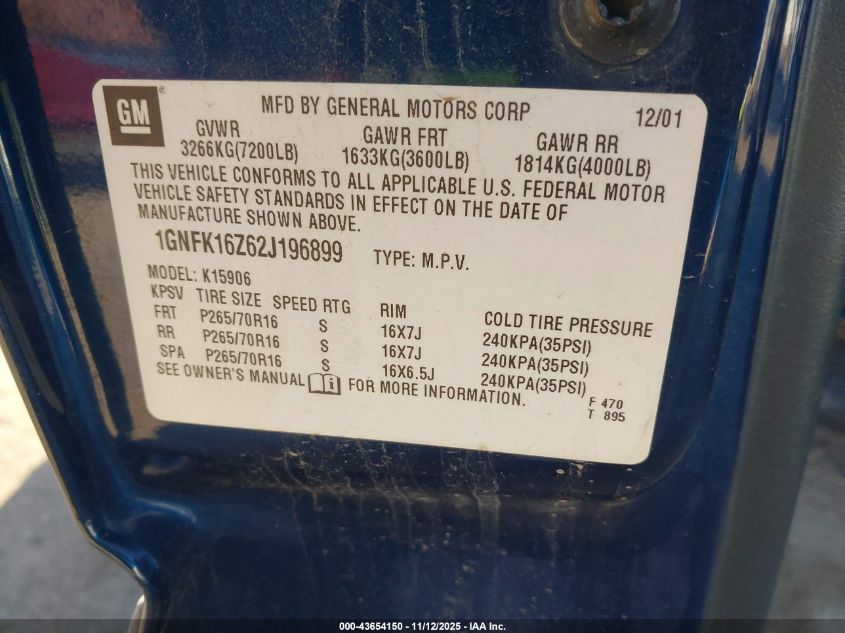 GM
MFD BY GENERAL MOTORS CORP 12/01
GVWR GAWR FRT GAWR RR
3266KG(7200LB) 1633KG(3600LB) 1814KG(4000LB)
THIS VEHICLE CONFORMS TO ALL APPLICABLE U.S. FEDERAL MOTOR
VEHICLE SAFETY STANDARDS IN EFFECT ON THE DATE OF
MANUFACTURE SHOWN ABOVE.
1GNFK16Z62J196899 TYPE: M.P.V.
MODEL: K15906
KPSV TIRE SIZE SPEED RTG RIM COLD TIRE PRESSURE
FRT P265/70R16 S 16X7J 240KPA(35PSI)
RR P265/70R16 S 16X7J 240KPA(35PSI)
SPA P265/70R16 S 16X6.5J 240KPA(35PSI)
SEE OWNER'S MANUAL i FOR MORE INFORMATION.
F 470
T 895
000-43654150 - 11/12/2025 - IAA Inc.